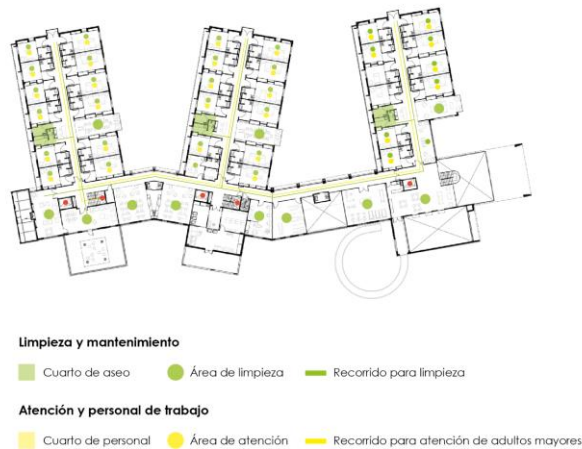 Limpieza y mantenimiento
Cuarto de aseo Área de limpieza Recorrido para limpieza
Atención y personal de trabajo
Cuarto de personal Área de atención Recorrido para atención de adultos mayores